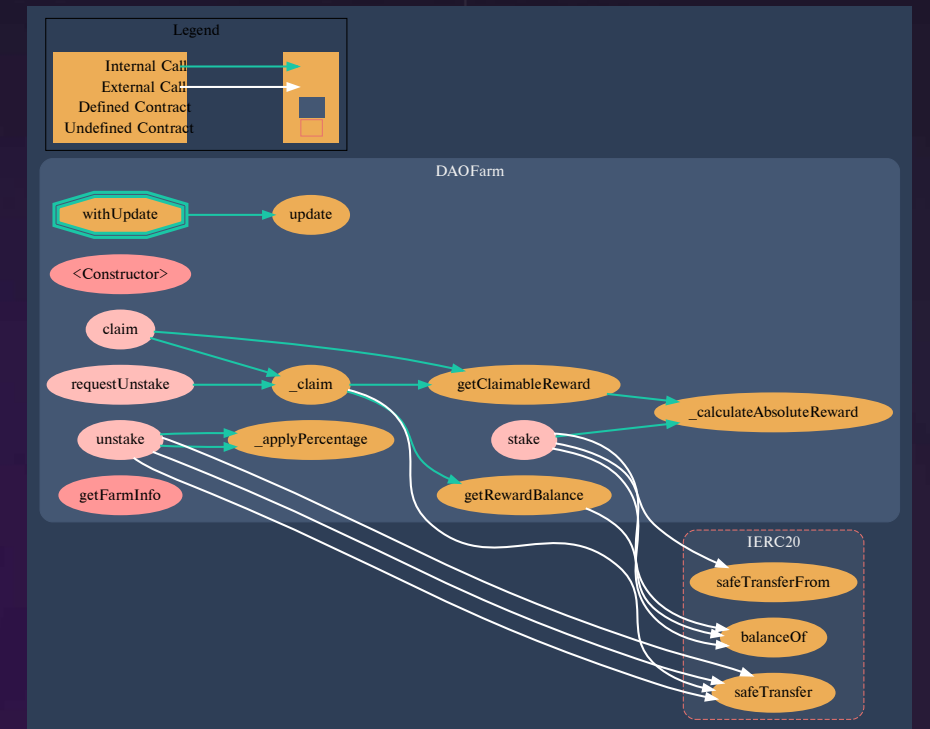 Legend
Internal Call
External Call
Defined Contract
Undefined Contract
DAOFarm
withUpdate
update
<Constructor>
claim
requestUnstake
_claim
getClaimableReward
_calculateAbsoluteReward
unstake
_applyPercentage
stake
getFarmInfo
getRewardBalance
IERC20
safeTransferFrom
balanceOf
safeTransfer